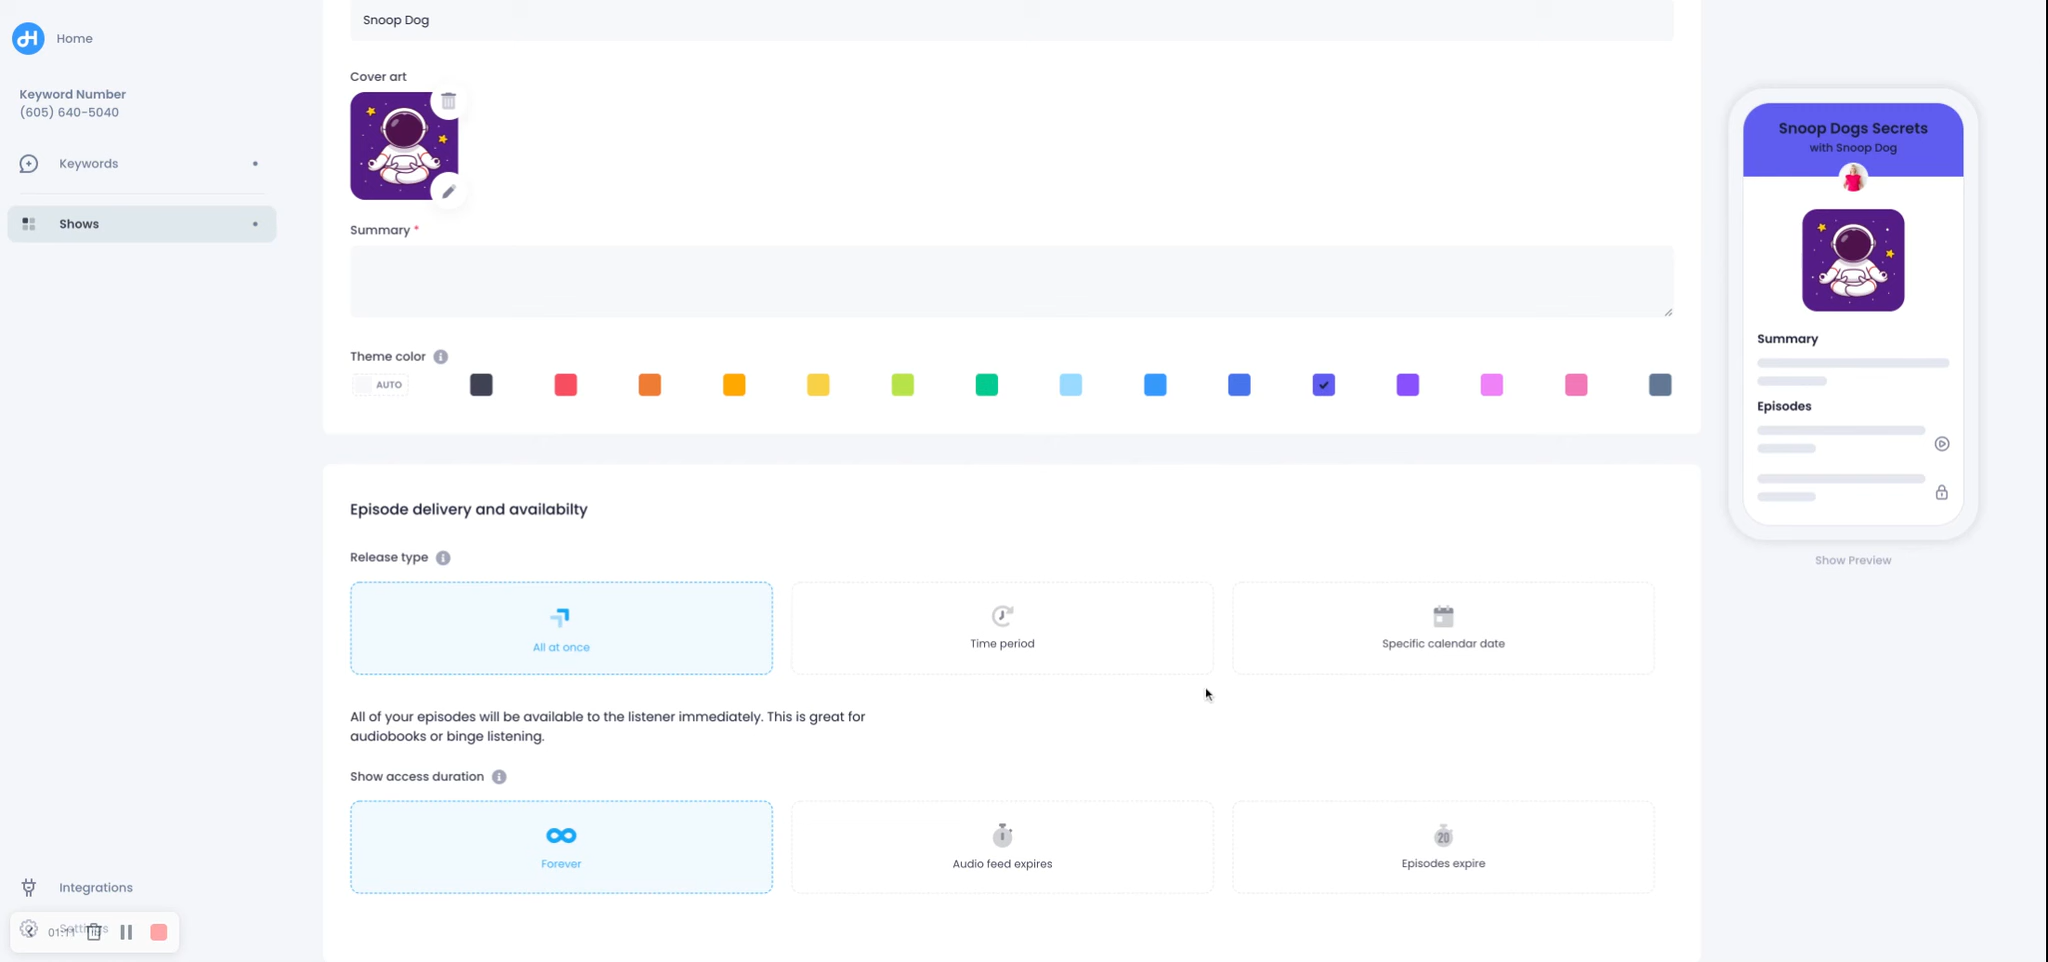 Home
Keyword Number
(605) 640-5040
Keywords
Shows
Integrations
Settings
01:11
Snoop Dog
Cover art
Summary *
Theme color
AUTO
Episode delivery and availabilty
Release type
All at once
Time period
Specific calendar date
All of your episodes will be available to the listener immediately. This is great for
audiobooks or binge listening.
Show access duration
Forever
Audio feed expires
20
Episodes expire
Snoop Dogs Secrets
with Snoop Dog
Summary
Episodes
Show Preview